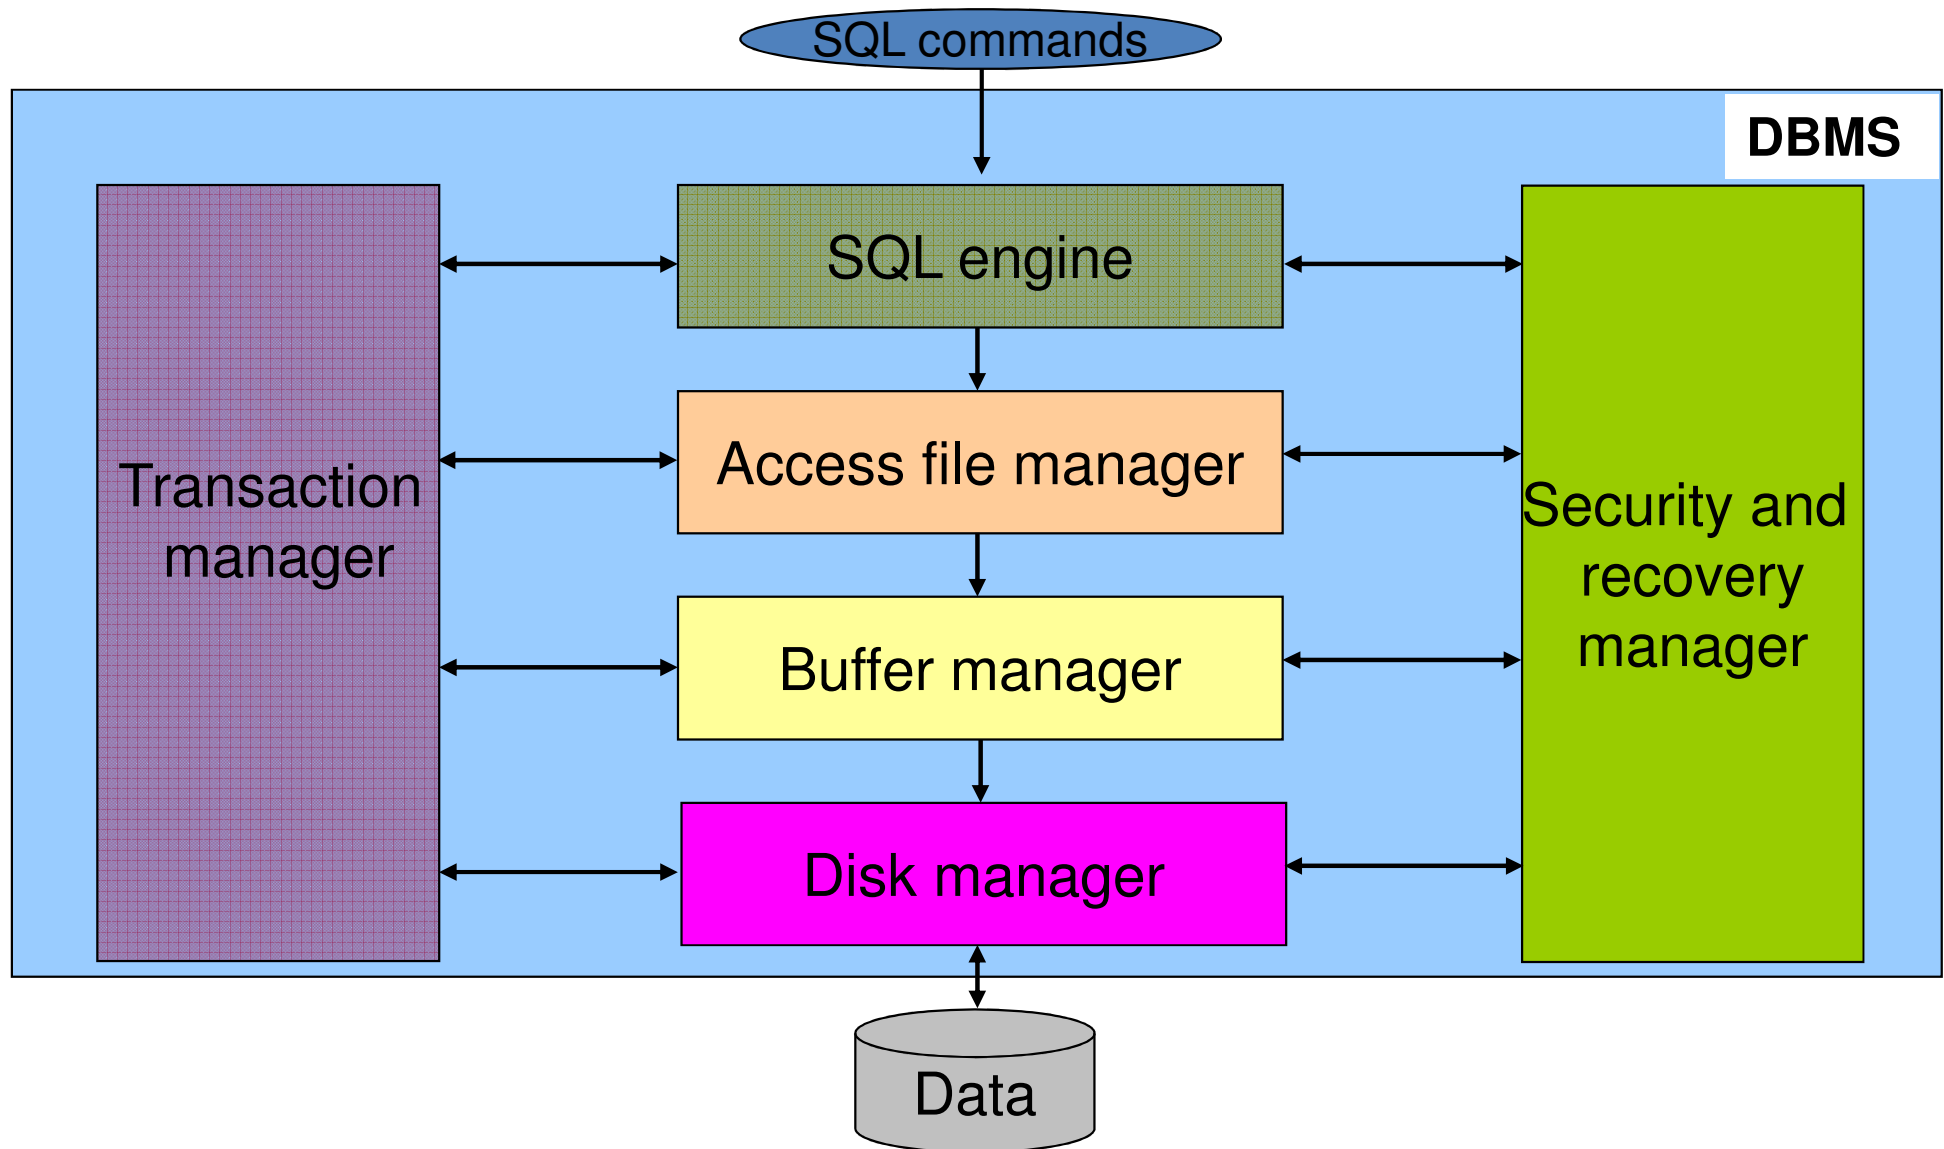 SQL commands
DBMS
SQL engine
Access file manager
Transaction
manager
Security and
recovery
manager
Buffer manager
Disk manager
Data